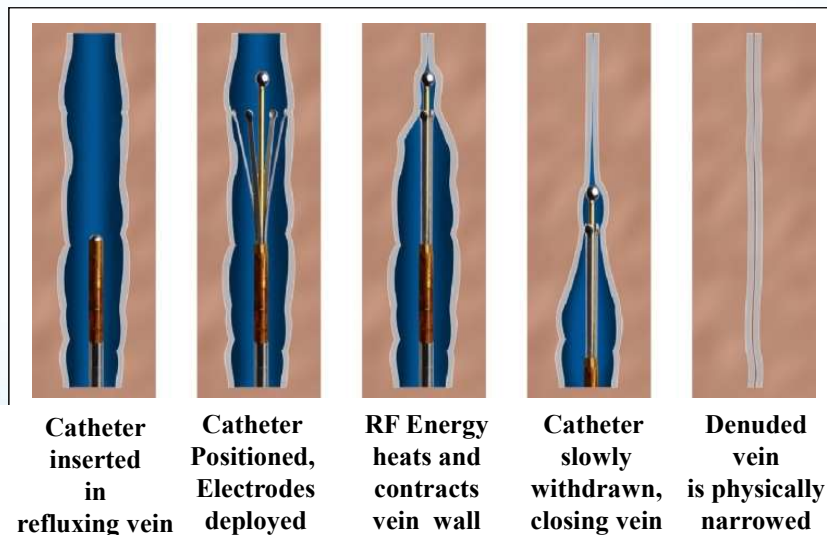 Catheter
inserted
in
refluxing vein
Catheter
Positioned,
Electrodes
deployed
RF Energy
heats and
contracts
vein wall
Catheter
slowly
withdrawn,
closing vein
Denuded
vein
is physically
narrowed